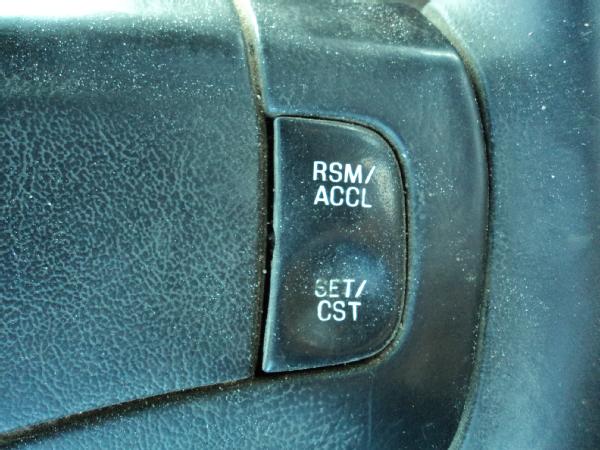 RSM/
ACCL
SET/
CST